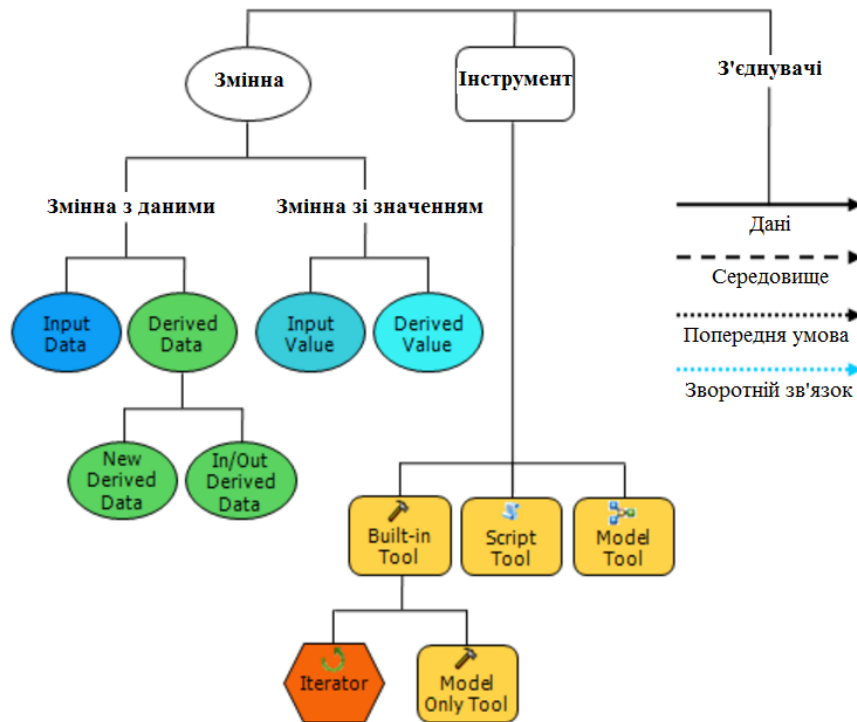 Змінна
Інструмент
З'єднувачі
Змінна з даними
Змінна зі значенням
Дані
Середовище
Попередня умова
Зворотній зв'язок
Input
Data
Derived
Data
Input
Value
Derived
Value
New
Derived
Data
In/Out
Derived
Data
Built-in
Tool
Script
Tool
Model
Tool
Iterator
Model
Only Tool